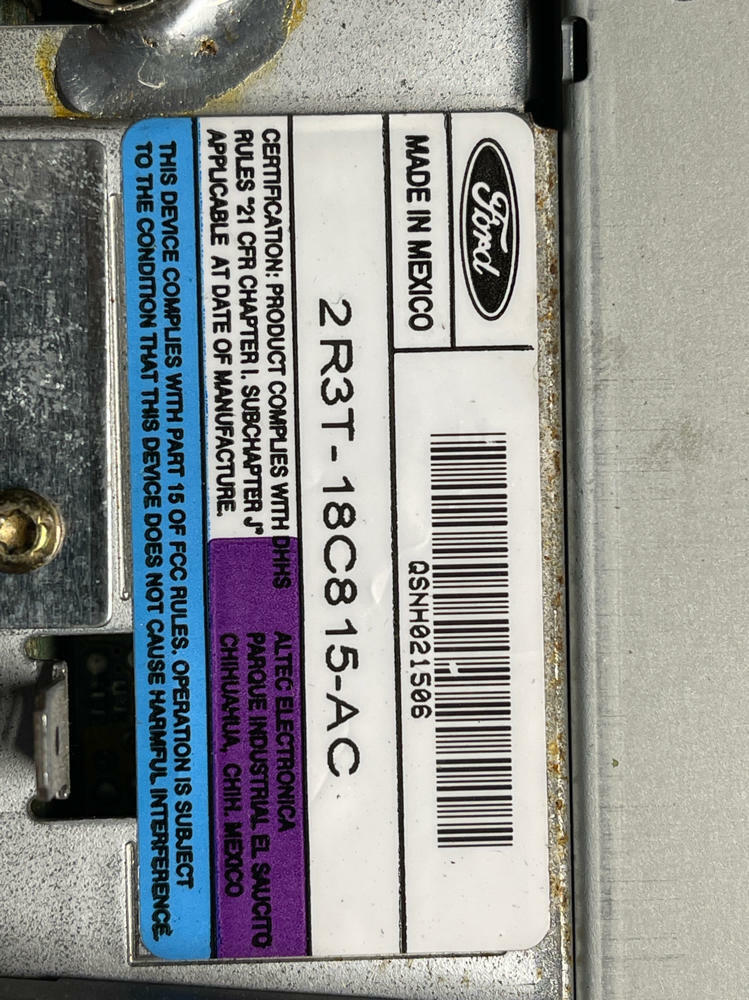 Ford
MADE IN MEXICO
QSNH021506
2R3T-18C815-AC
CERTIFICATION: PRODUCT COMPLIES WITH DHHS
RULES "21 CFR CHAPTER I. SUBCHAPTER J"
APPLICABLE AT DATE OF MANUFACTURE.
ALTEC ELECTRONICA
PARQUE INDUSTRIAL EL SAUCITO
CHIHUAHUA, CHIH. MEXICO
THIS DEVICE COMPLIES WITH PART 15 OF FCC RULES. OPERATION IS SUBJECT
TO THE CONDITION THAT THIS DEVICE DOES NOT CAUSE HARMFUL INTERFERENCE.